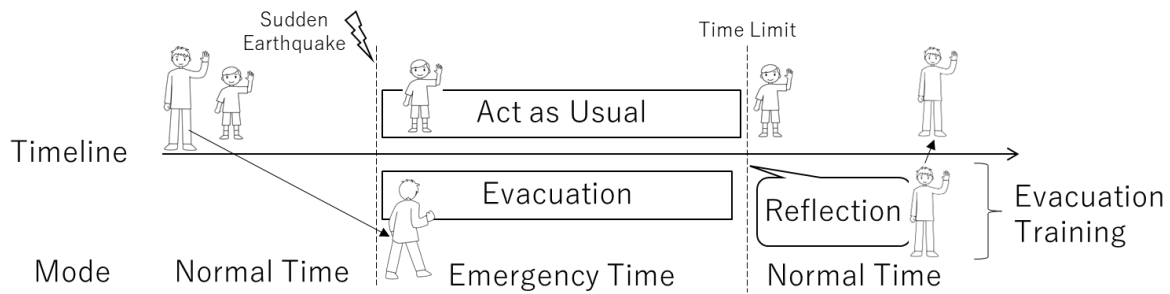 Sudden
Earthquake
Time Limit
Act as Usual
Timeline
Evacuation
Reflection
Evacuation
Training
Mode
Normal Time
Emergency Time
Normal Time